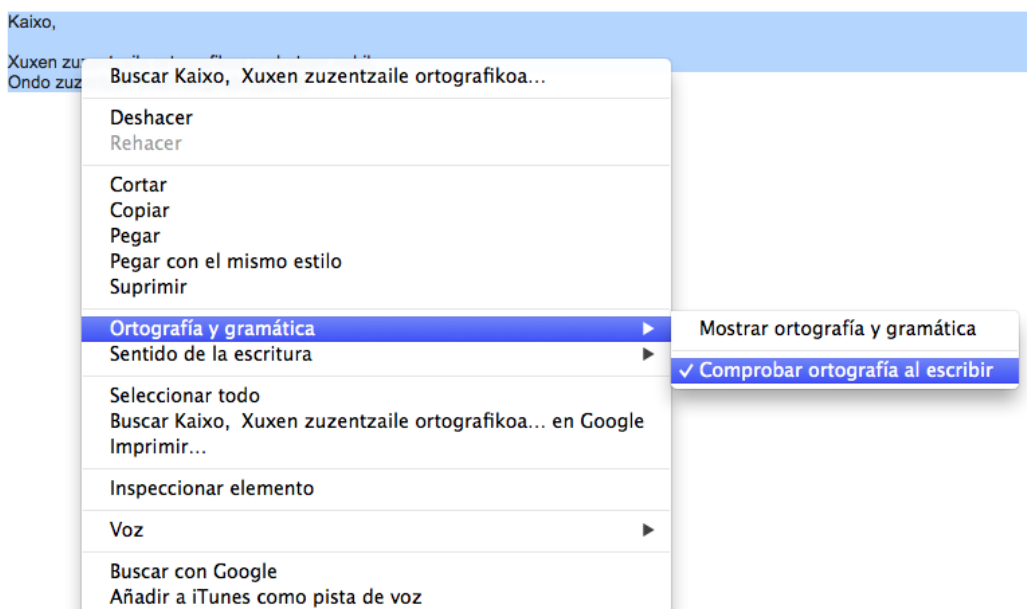 Kaixo,
Xuxen
Ondo
Buscar Kaixo, Xuxen zuzentzaile ortografikoa...
Deshacer
Rehacer
Cortar
Copiar
Pegar
Pegar con el mismo estilo
Suprimir
Ortografía y gramática
Mostrar ortografía y gramática
Sentido de la escritura
✓ Comprobar ortografía al escribir
Seleccionar todo
Buscar Kaixo, Xuxen zuzentzaile ortografikoa... en Google
Imprimir...
Inspeccionar elemento
Voz
Buscar con Google
Añadir a iTunes como pista de voz